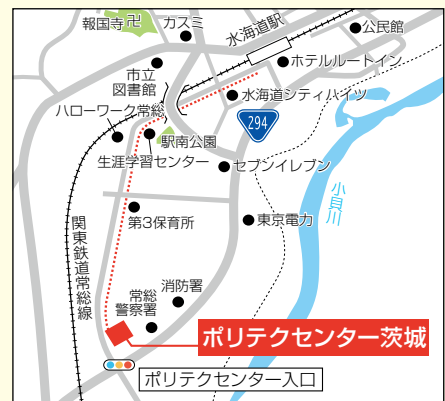 報国寺卍
カスミ
水海道駅
公民館
ホテルルートイン
市立
図書館
水海道シティハイツ
ハローワーク常総
294
駅南公園
生涯学習センター
セブンイレブン
小貝川
第3保育所
東京電力
関東鉄道常総線
消防署
常総
警察署
ポリテクセンター茨城
ポリテクセンター入口